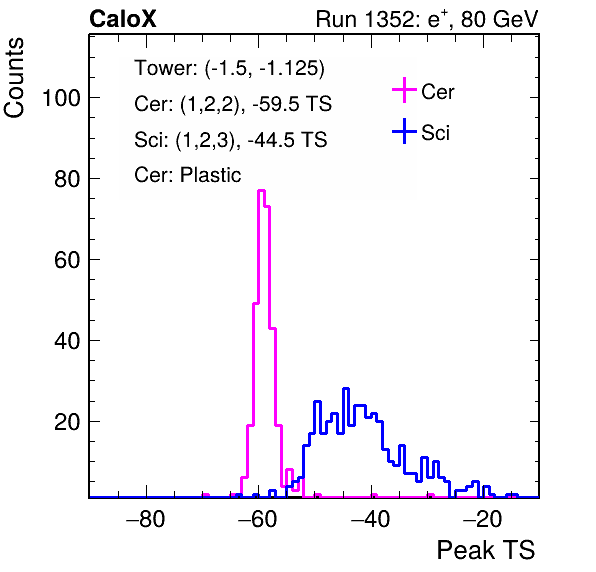 CaloX Run 1352: e⁺, 80 GeV
Counts
Tower: (-1.5, -1.125)
Cer: (1,2,2), -59.5 TS
Sci: (1,2,3), -44.5 TS
Cer: Plastic
Cer
Sci
100
80
60
40
20
−80 −60 −40 −20
Peak TS